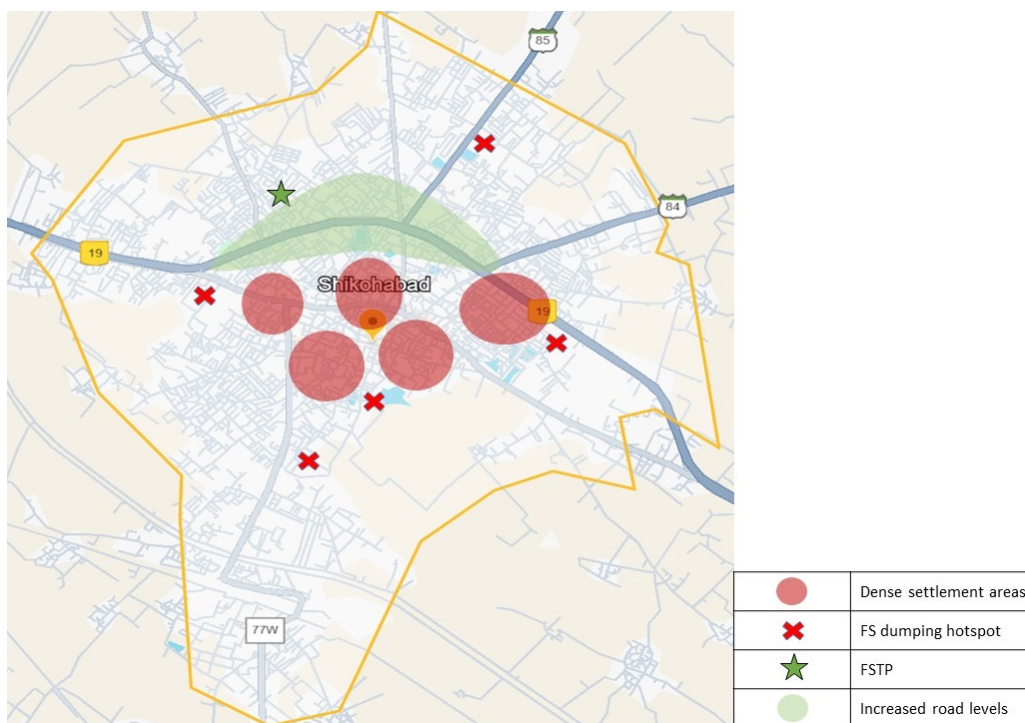 85
84
19
Shikohabad
19
77W
Dense settlement areas
FS dumping hotspot
FSTP
Increased road levels